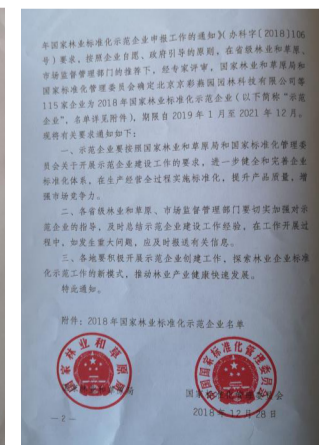 年国家林业标准化示范企业申报工作的通知》(办科字〔2018〕106
号)要求，按照企业自愿、政府引导的原则，在省级林业和草原、
市场监督管理部门的推荐下，经专家评审，国家林业和草原局和
国家标准化管理委员会确定北京京彩燕园园林科技有限公司等
115家企业为2018年国家林业标准化示范企业(以下简称“示范
企业”，名单详见附件)，期限自2019年1月至2021年12月。
现将有关要求通知如下：
一、示范企业要按照国家林业和草原局和国家标准化管理委
员会关于开展示范企业建设工作的要求，进一步健全和完善企业
标准化体系，在生产经营全过程实施标准化，提升产品质量，增
强市场竞争力。
二、各省级林业和草原、市场监督管理部门要切实加强对示
范企业的指导，及时总结示范企业建设工作经验，在工作开展过
程中，如发生重大问题，应及时报送有关信息。
三、各地要积极开展示范企业创建工作，探索林业企业标准
化示范工作的新模式，推动林业产业健康快速发展。
特此通知。
附件：2018年国家林业标准化示范企业名单
国家林业和草原局
中国国家标准化管理委员会
局
国家标准化管理委员会
2018年12月28日
—2—